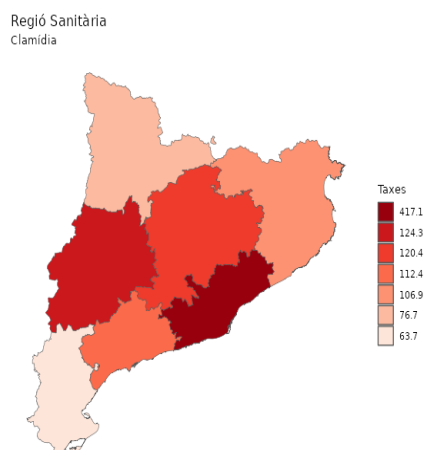 Regió Sanitària
Clamídia
Taxes
417.1
124.3
120.4
112.4
106.9
76.7
63.7